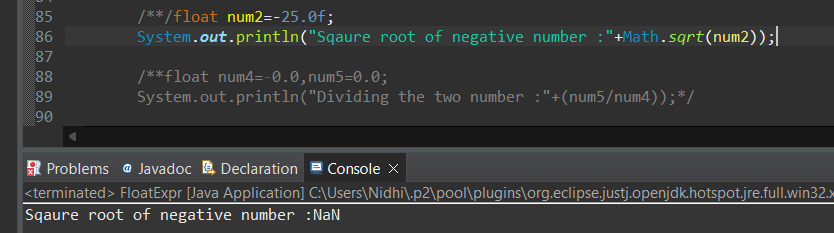 85 /**/float num2=-25.0f;
86 System.out.println("Sqaure root of negative number :"+Math.sqrt(num2));
87
88 /**float num4=-0.0,num5=0.0;
89 System.out.println("Dividing the two number :"+(num5/num4));*/
90
Problems @ Javadoc Declaration Console
<terminated> FloatExpr [Java Application] C:\Users\Nidhi\.p2\pool\plugins\org.eclipse.justj.openjdk.hotspot.jre.full.win32.x
Sqaure root of negative number :NaN